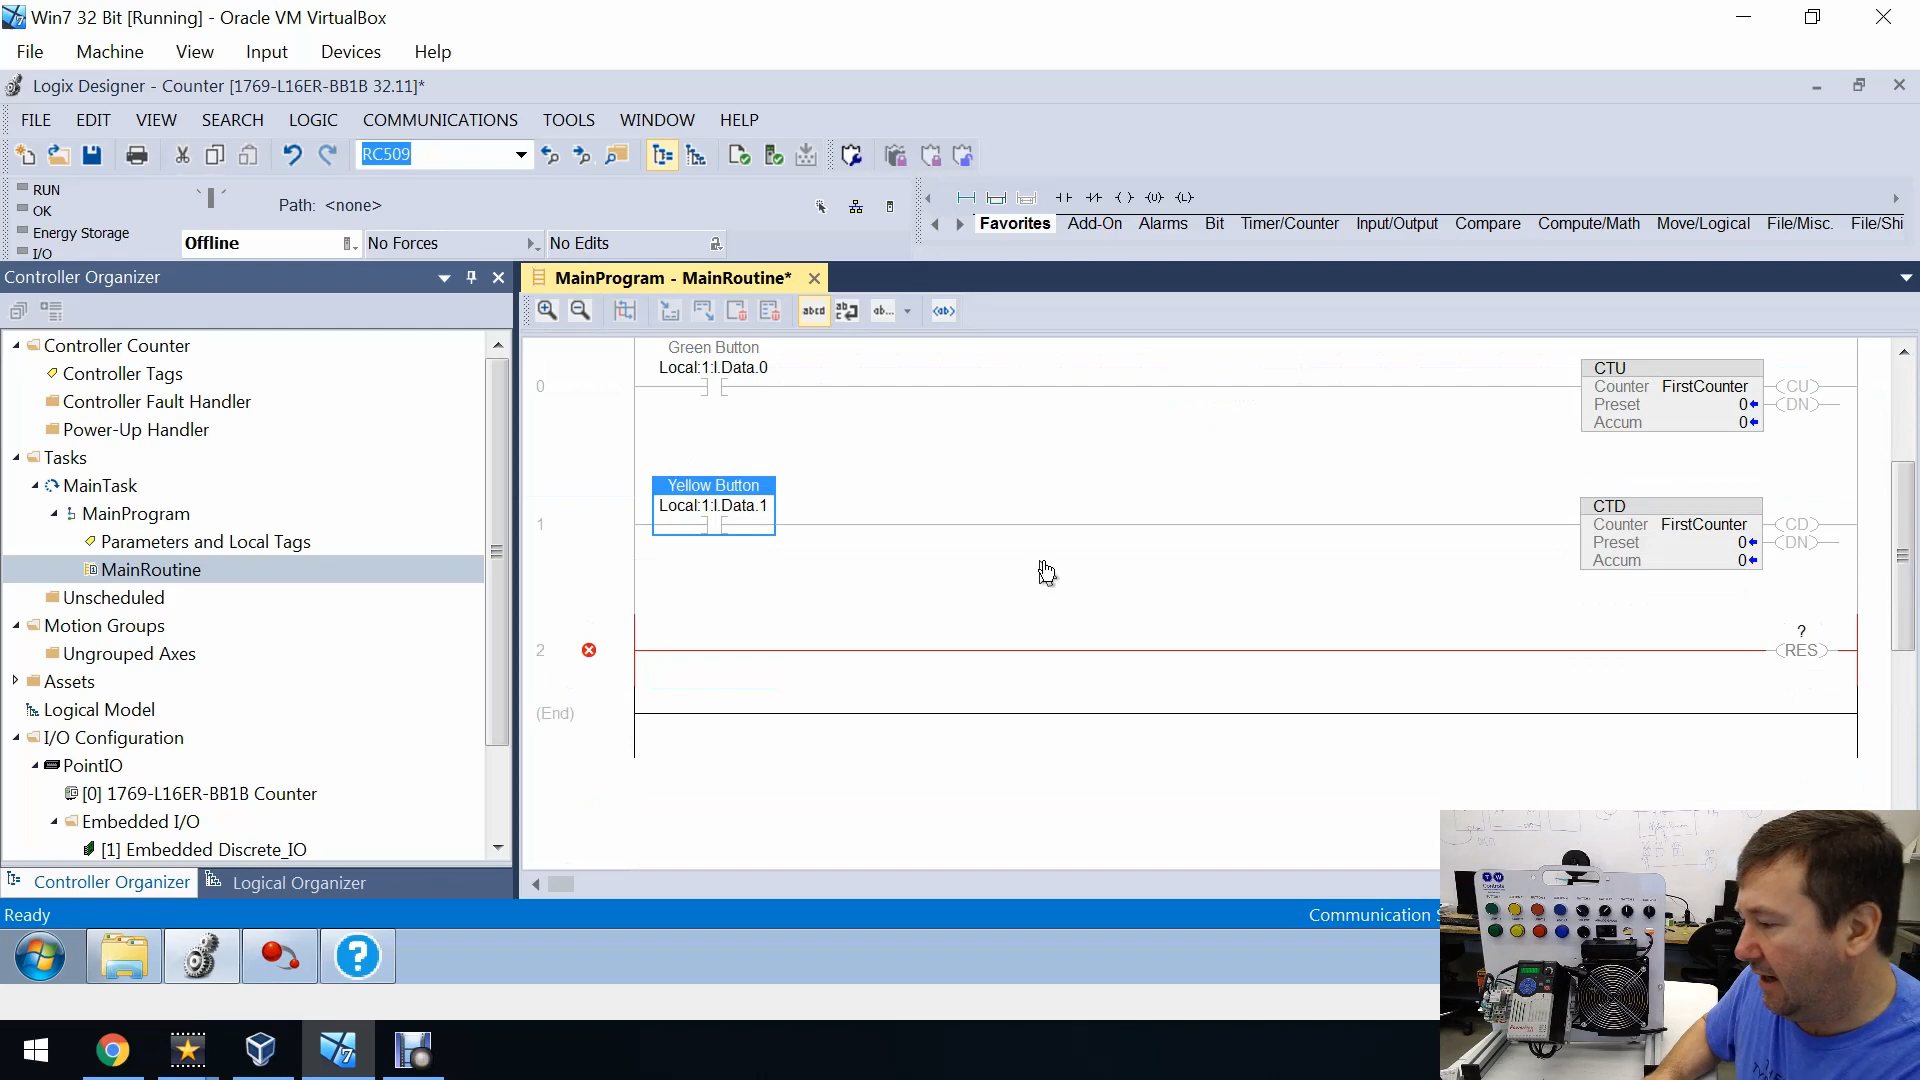 Win7 32 Bit [Running] - Oracle VM VirtualBox
File Machine View Input Devices Help
Logix Designer - Counter [1769-L16ER-BB1B 32.11]*
FILE EDIT VIEW SEARCH LOGIC COMMUNICATIONS TOOLS WINDOW HELP
RC509
RUN
OK
Energy Storage
I/O
Path: <none>
Offline
No Forces
No Edits
Favorites Add-On Alarms Bit Timer/Counter Input/Output Compare Compute/Math Move/Logical File/Misc. File/Shi
Controller Organizer
Controller Counter
Controller Tags
Controller Fault Handler
Power-Up Handler
Tasks
MainTask
MainProgram
Parameters and Local Tags
MainRoutine
Unscheduled
Motion Groups
Ungrouped Axes
Assets
Logical Model
I/O Configuration
PointIO
[0] 1769-L16ER-BB1B Counter
Embedded I/O
[1] Embedded Discrete_IO
Controller Organizer
Logical Organizer
MainProgram - MainRoutine*
abcd
Green Button
Local:1:I.Data.0
0
CTU
Counter FirstCounter
Preset 0
Accum 0
CU
DN
Yellow Button
Local:1:I.Data.1
1
CTD
Counter FirstCounter
Preset 0
Accum 0
CD
DN
2
?
RES
(End)
Ready
Communication S